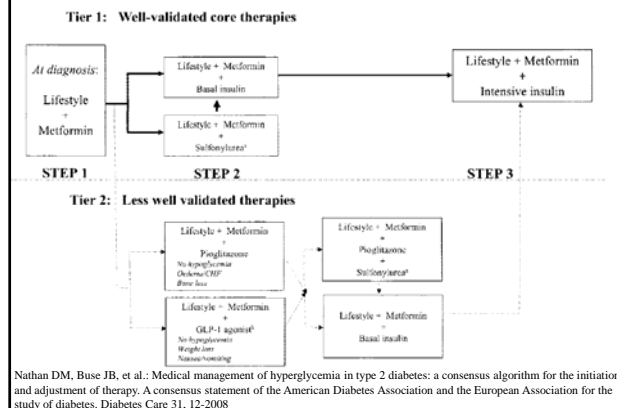 Tier 1: Well-validated core therapies
At diagnosis:
Lifestyle
+
Metformin
Lifestyle + Metformin
+
Basal insulin
Lifestyle + Metformin
+
Sulfonylureaᵃ
Lifestyle + Metformin
+
Intensive insulin
STEP 1
STEP 2
STEP 3
Tier 2: Less well validated therapies
Lifestyle + Metformin
+
Pioglitazone
No hypoglycemia
Oedema/CHF
Bone loss
Lifestyle + Metformin
+
GLP-1 agonistᵇ
No hypoglycemia
Weight loss
Nausea/vomiting
Lifestyle + Metformin
+
Pioglitazone
+
Sulfonylureaᵃ
Lifestyle + Metformin
+
Basal insulin
Nathan DM, Buse JB, et al.: Medical management of hyperglycemia in type 2 diabetes: a consensus algorithm for the initiation
and adjustment of therapy. A consensus statement of the American Diabetes Association and the European Association for the
study of diabetes. Diabetes Care 31, 12-2008